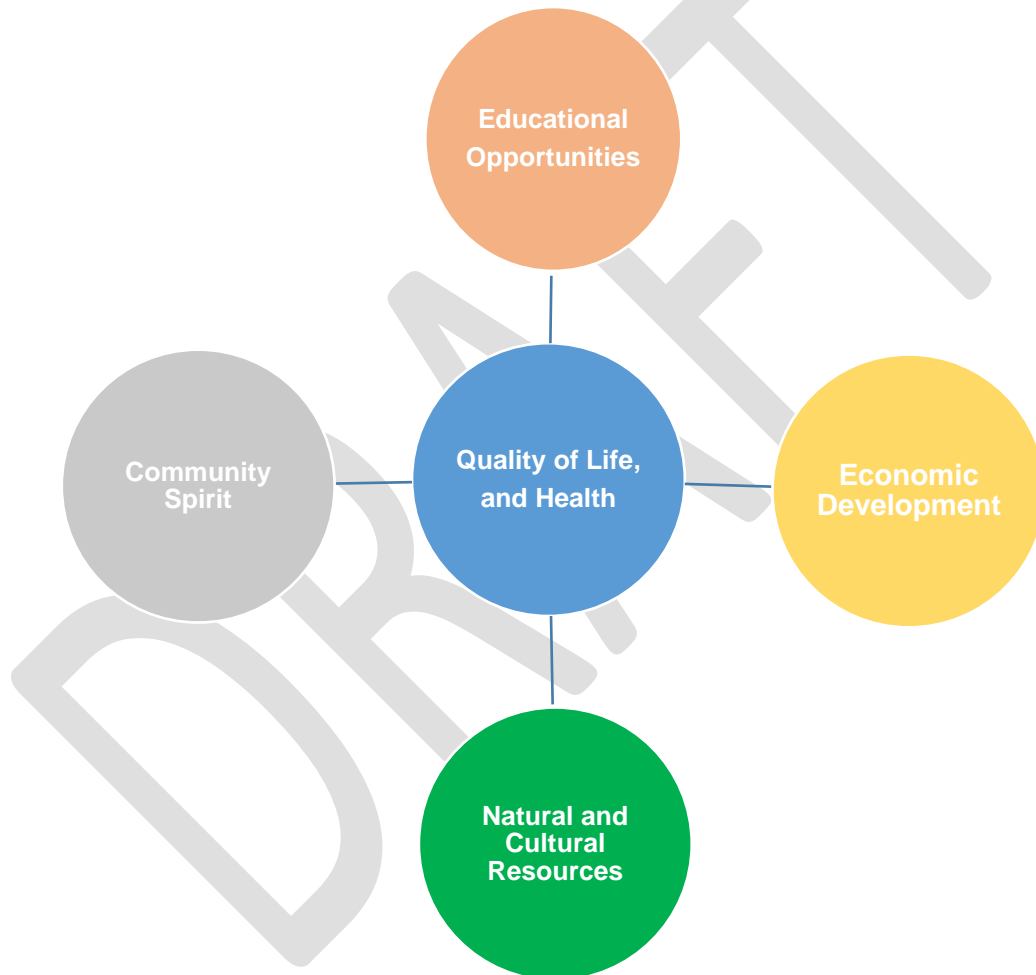 Educational
Opportunities
Community
Spirit
Quality of Life,
and Health
Economic
Development
Natural and
Cultural
Resources
DRAFT